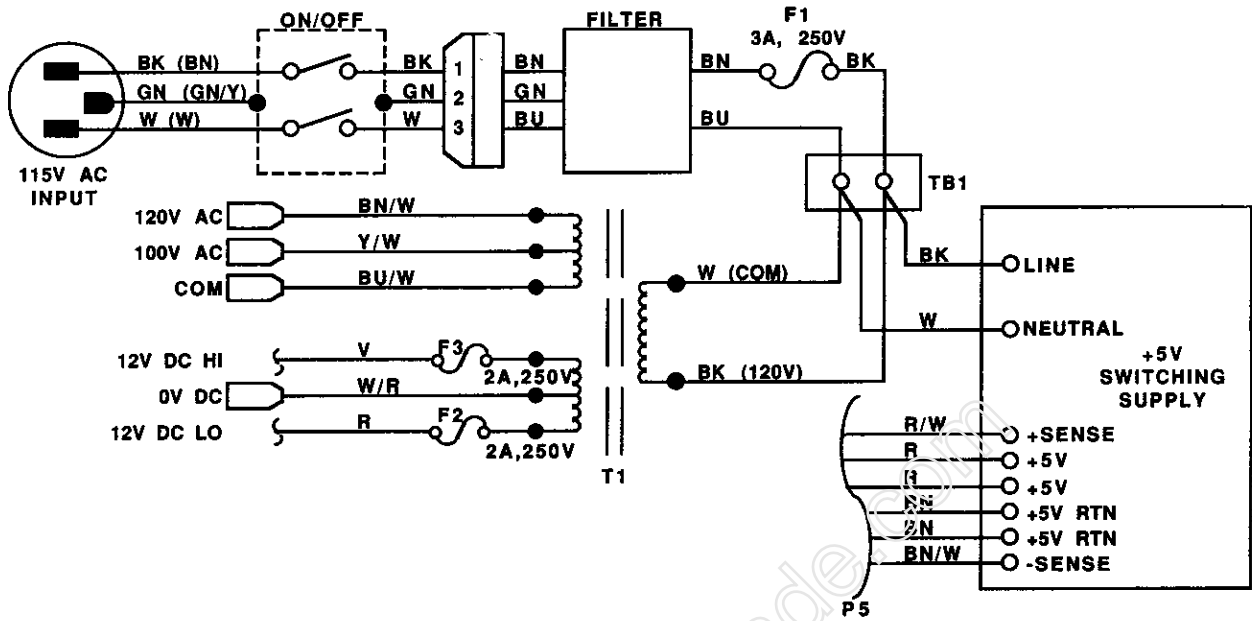 ON/OFF
FILTER
F1
3A, 250V
BK (BN)
BK
1
BN
BN
BK
GN (GN/Y)
GN
2
GN
W (W)
W
3
BU
BU
115V AC
INPUT
TB1
120V AC
BN/W
100V AC
Y/W
COM
BU/W
W (COM)
BK
LINE
W
NEUTRAL
12V DC HI
V
F3
2A,250V
0V DC
W/R
BK (120V)
12V DC LO
R
F2
2A,250V
T1
+5V
SWITCHING
SUPPLY
R/W
+SENSE
R
+5V
R
+5V
BN
+5V RTN
BN
+5V RTN
BN/W
-SENSE
P5